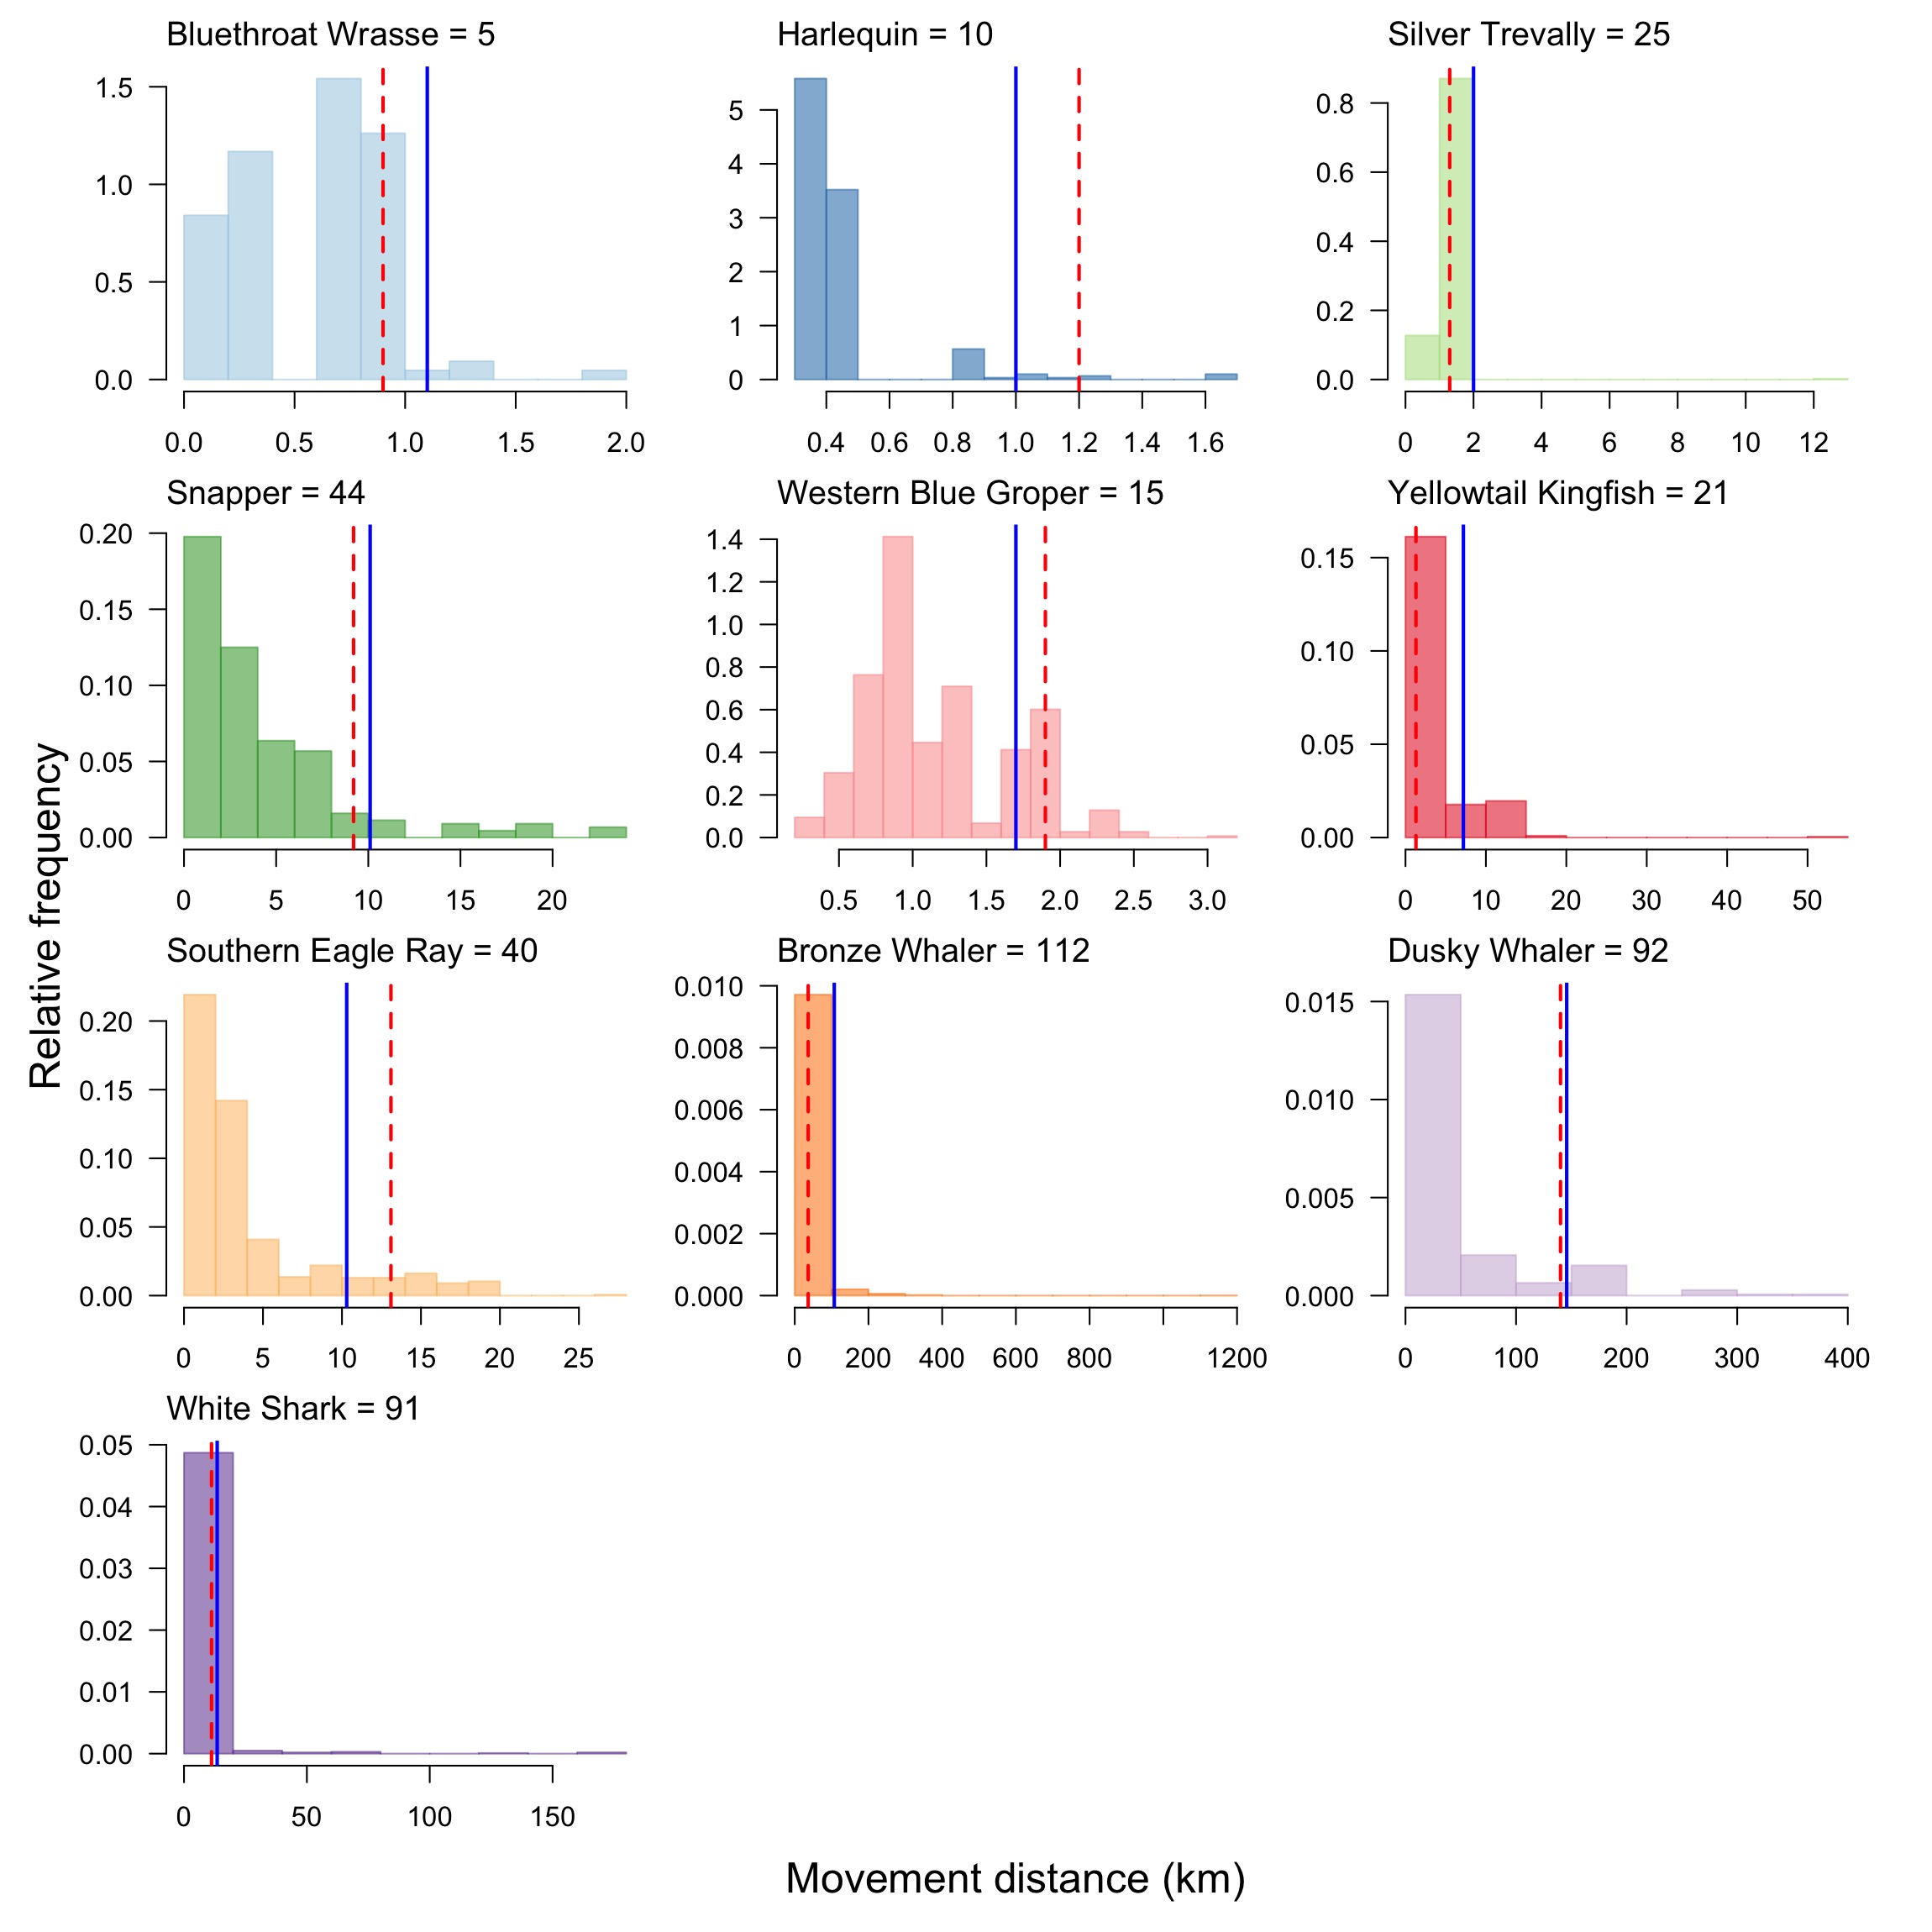 Bluethroat Wrasse = 5
Harlequin = 10
Silver Trevally = 25
1.5
1.0
0.5
0.0
5
4
3
2
1
0
0.8
0.6
0.4
0.2
0.0
0.0 0.5 1.0 1.5 2.0
0.4 0.6 0.8 1.0 1.2 1.4 1.6
0 2 4 6 8 10 12
Snapper = 44
Western Blue Groper = 15
Yellowtail Kingfish = 21
0.20
0.15
0.10
0.05
0.00
1.4
1.2
1.0
0.8
0.6
0.4
0.2
0.0
0.15
0.10
0.05
0.00
0 5 10 15 20
0.5 1.0 1.5 2.0 2.5 3.0
0 10 20 30 40 50
Relative frequency
Southern Eagle Ray = 40
Bronze Whaler = 112
Dusky Whaler = 92
0.20
0.15
0.10
0.05
0.00
0.010
0.008
0.006
0.004
0.002
0.000
0.015
0.010
0.005
0.000
0 5 10 15 20 25
0 200 400 600 800 1200
0 100 200 300 400
White Shark = 91
0.05
0.04
0.03
0.02
0.01
0.00
0 50 100 150
Movement distance (km)